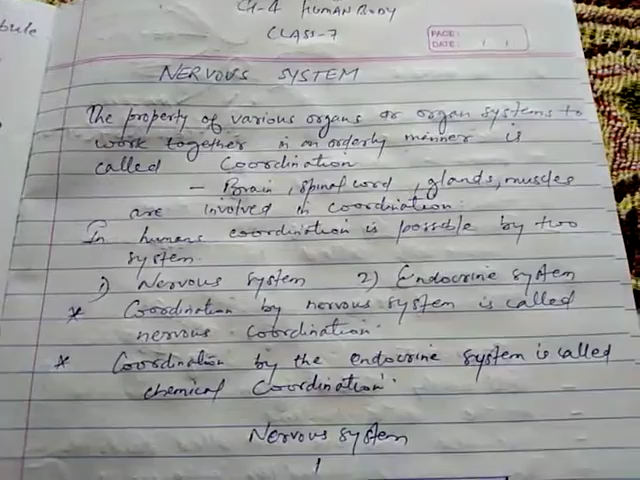 CH-4 HUMAN BODY
CLASS-7
PAGE:
DATE:
NERVOUS SYSTEM
The property of various organs or organ systems to
work together in an orderly manner is
called Coordination
- Brain, spinal cord, glands, muscles
are involved in coordination.
In humans coordination is possible by two
system.
1) Nervous system 2) Endocrine system
* Coordination by nervous system is called
nervous coordination.
* Coordination by the endocrine system is called
chemical Coordination.
Nervous system